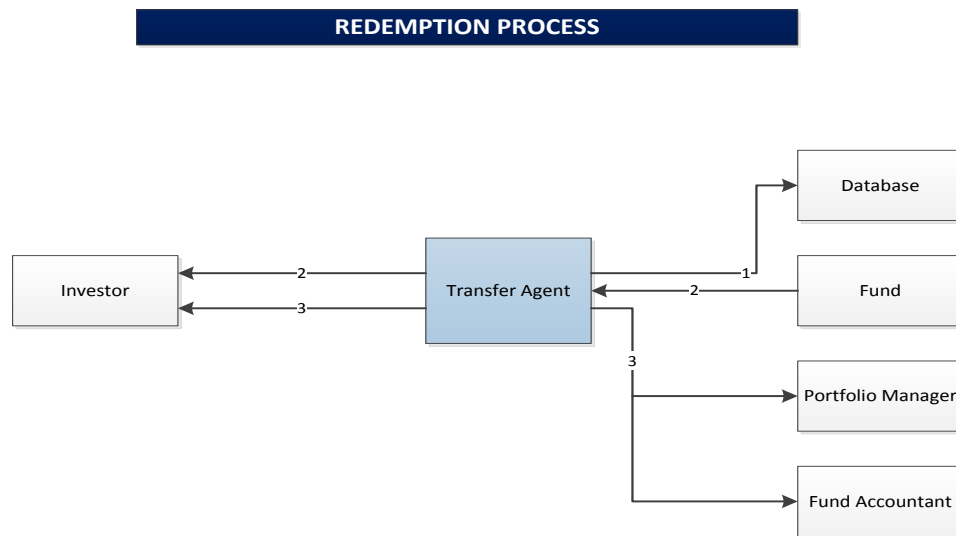 REDEMPTION PROCESS
Database
2
1
Investor
Transfer Agent
2
Fund
3
3
Portfolio Manager
Fund Accountant